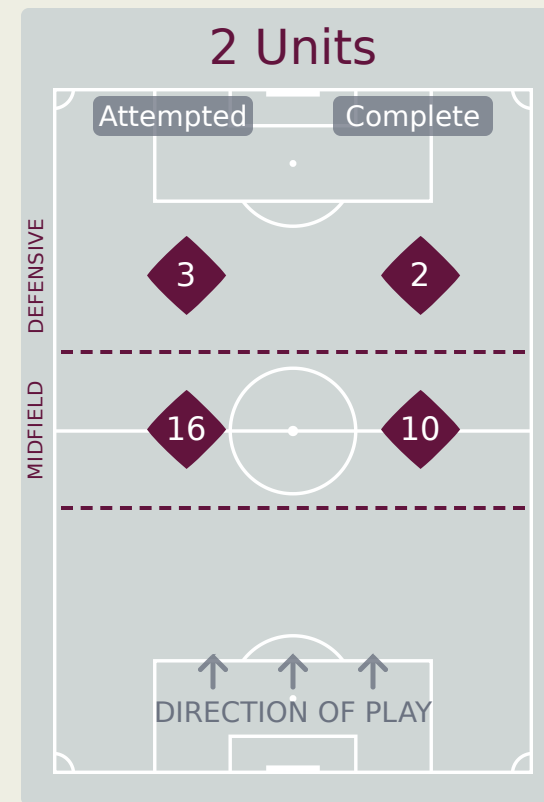 2 Units
Attempted Complete
DEFENSIVE
3 2
MIDFIELD
16 10
DIRECTION OF PLAY